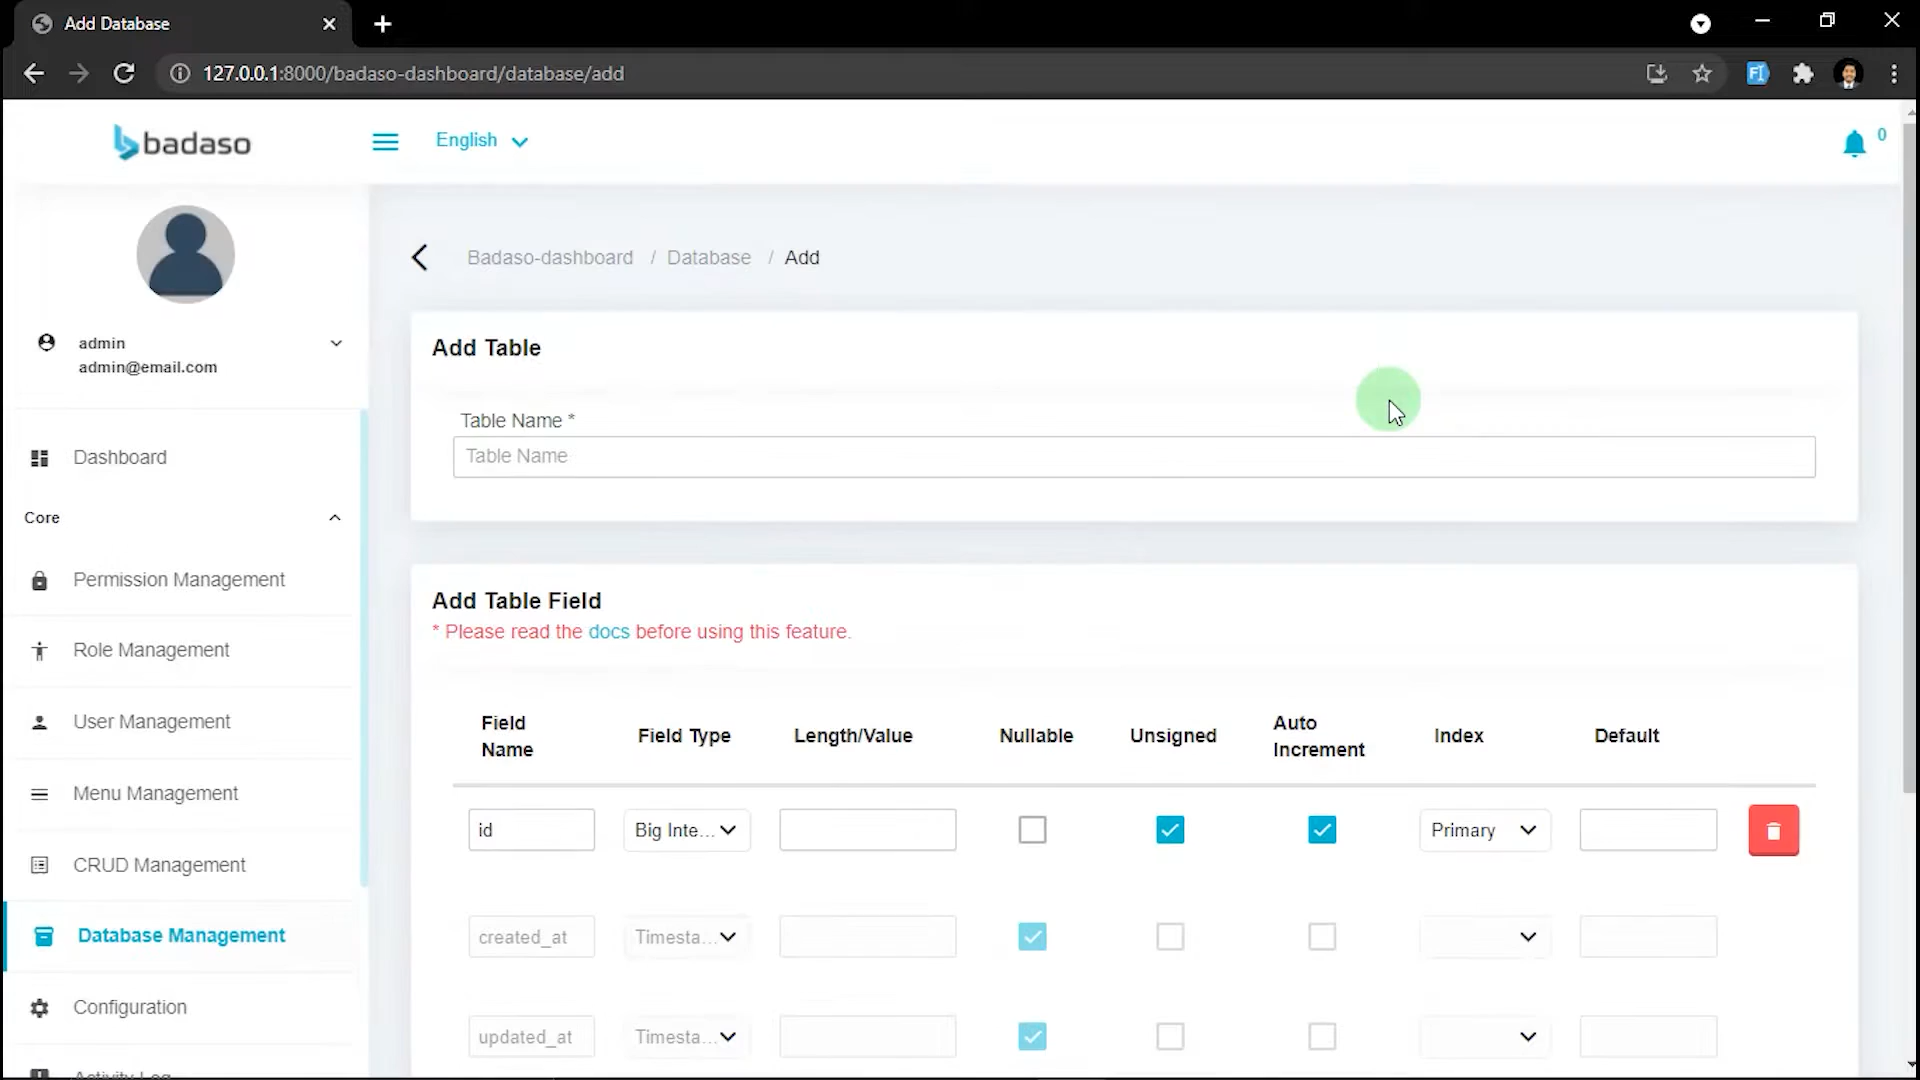 Add Database
127.0.0.1:8000/badaso-dashboard/database/add
badaso
English
0
Badaso-dashboard / Database / Add
admin
admin@email.com
Dashboard
Core
Permission Management
Role Management
User Management
Menu Management
CRUD Management
Database Management
Configuration
Activity Log
Add Table
Table Name *
Table Name
Add Table Field
* Please read the docs before using this feature.
Field Name Field Type Length/Value Nullable Unsigned Auto Increment Index Default
id Big Inte... Primary
created_at Timesta...
updated_at Timesta...